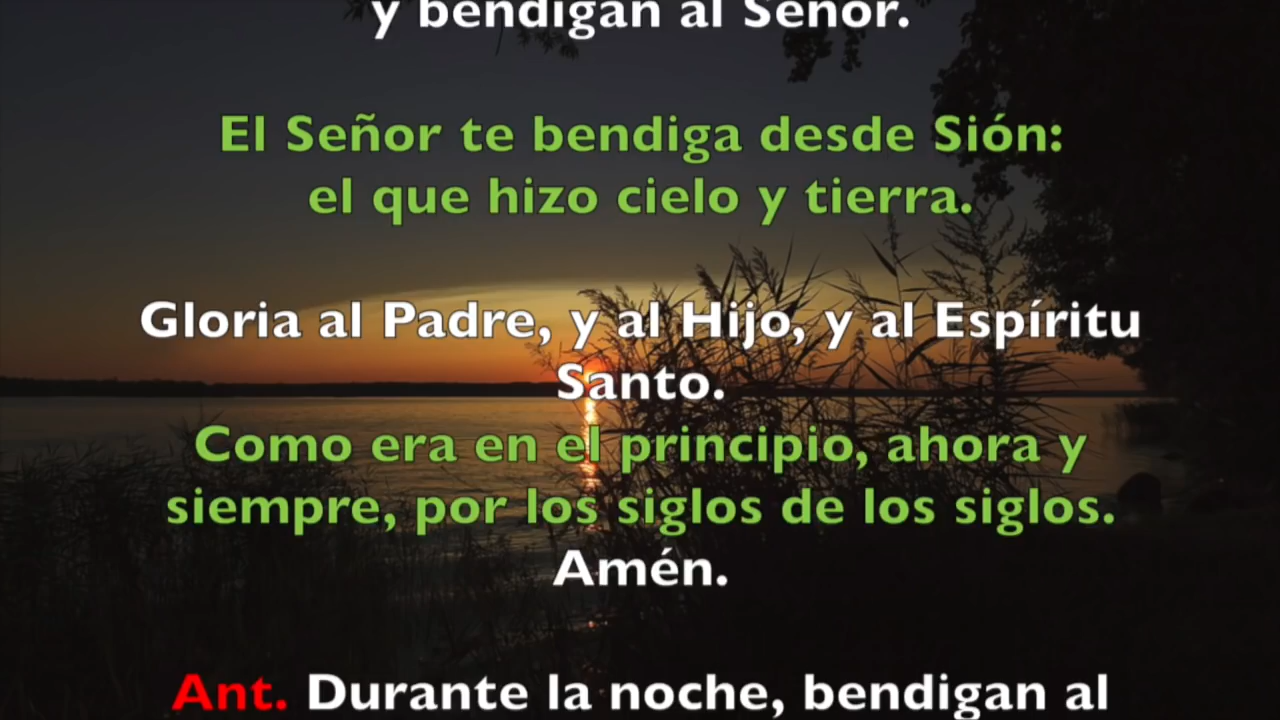 y bendigan al Señor.
El Señor te bendiga desde Sión:
el que hizo cielo y tierra.
Gloria al Padre, y al Hijo, y al Espíritu
Santo.
Como era en el principio, ahora y
siempre, por los siglos de los siglos.
Amén.
Ant. Durante la noche, bendigan al